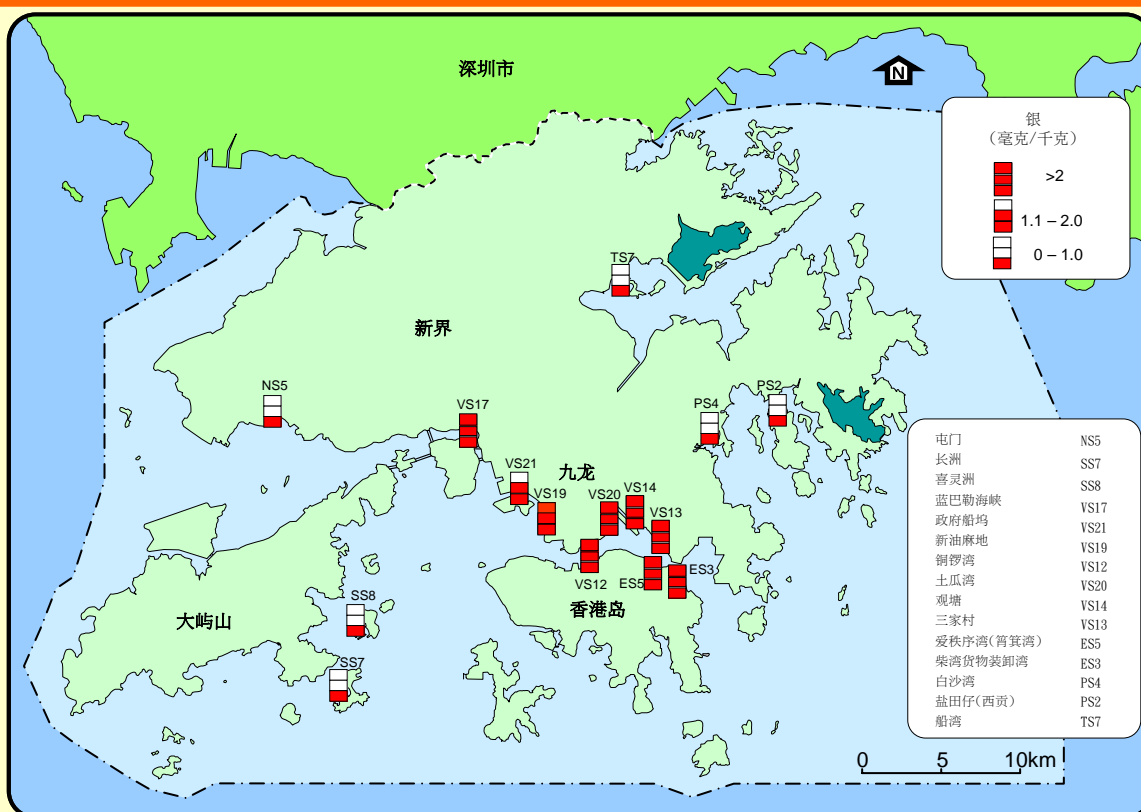 深圳市
N
银
(毫克/千克)
>2
1.1 – 2.0
0 – 1.0
TS7
新界
NS5
VS17
PS4
PS2
九龙
VS21
VS19
VS20
VS14
VS13
VS12
ES5
ES3
香港岛
大屿山
SS8
SS7
屯门 NS5
长洲 SS7
喜灵洲 SS8
蓝巴勒海峡 VS17
政府船坞 VS21
新油麻地 VS19
铜锣湾 VS12
土瓜湾 VS20
观塘 VS14
三家村 VS13
爱秩序湾(筲箕湾) ES5
柴湾货物装卸湾 ES3
白沙湾 PS4
盐田仔(西贡) PS2
船湾 TS7
0 5 10km